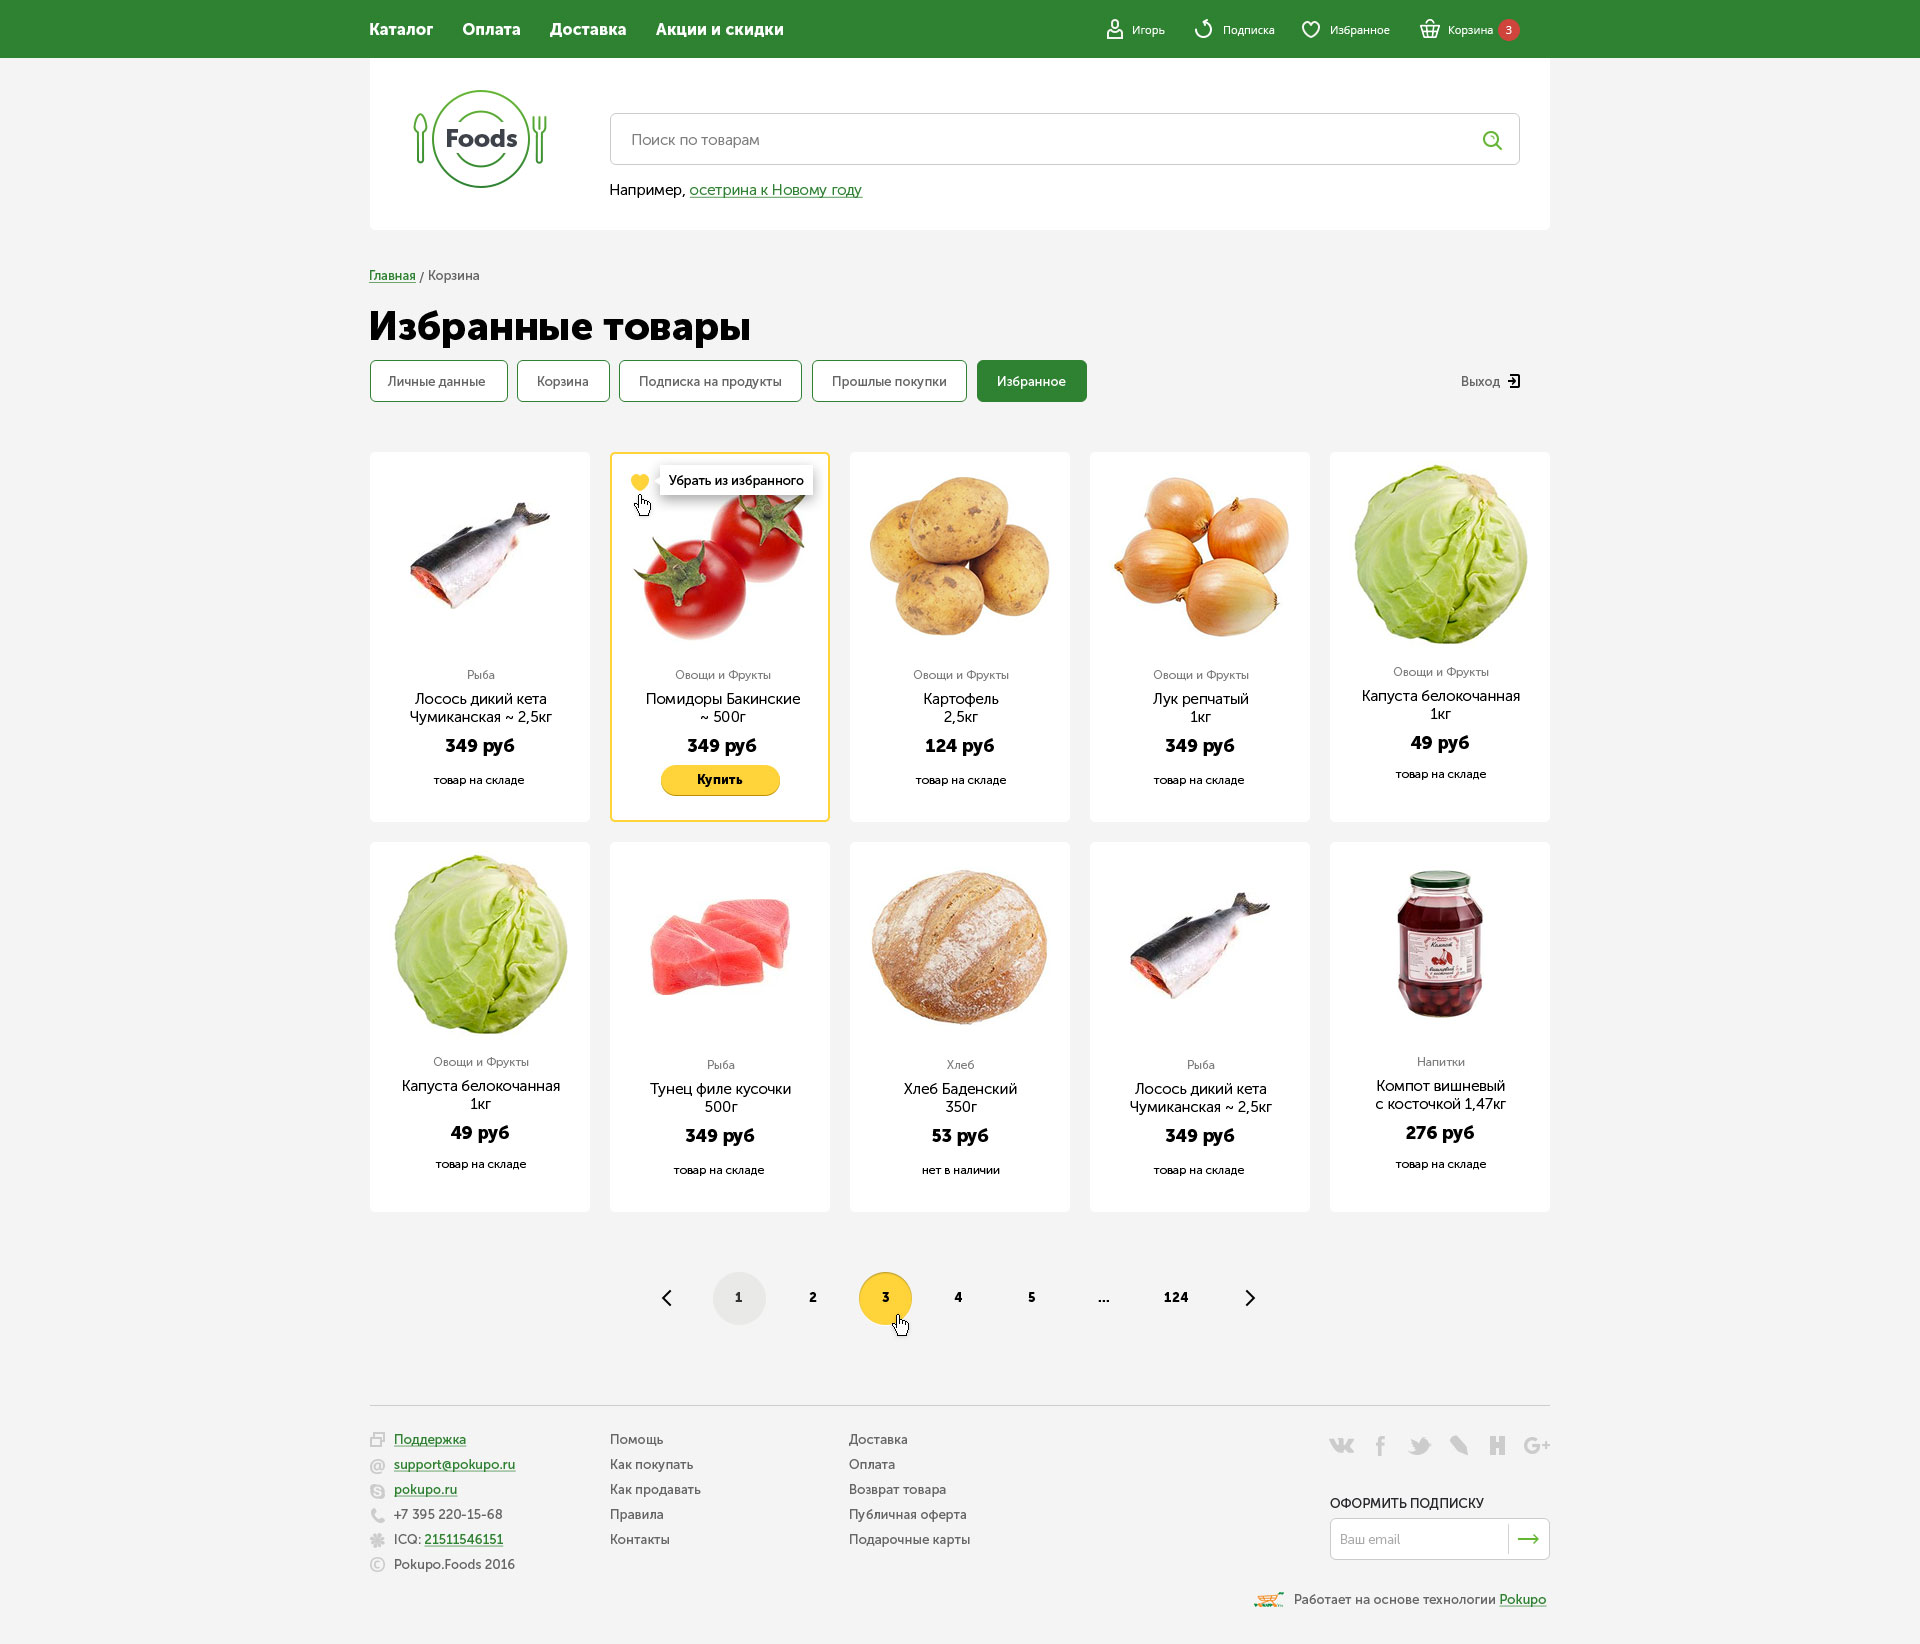 Каталог Оплата Доставка Акции и скидки Игорь Подписка Избранное Корзина 3
Foods
Поиск по товарам
Например, осетрина к Новому году
Главная / Корзина
Избранные товары
Личные данные Корзина Подписка на продукты Прошлые покупки Избранное Выход
Убрать из избранного
Рыба
Лосось дикий кета
Чумиканская ~ 2,5кг
349 руб
товар на складе
Овощи и Фрукты
Помидоры Бакинские
~ 500г
349 руб
Купить
Овощи и Фрукты
Картофель
2,5кг
124 руб
товар на складе
Овощи и Фрукты
Лук репчатый
1кг
349 руб
товар на складе
Овощи и Фрукты
Капуста белокочанная
1кг
49 руб
товар на складе
Овощи и Фрукты
Капуста белокочанная
1кг
49 руб
товар на складе
Рыба
Тунец филе кусочки
500г
349 руб
товар на складе
Хлеб
Хлеб Баденский
350г
53 руб
нет в наличии
Рыба
Лосось дикий кета
Чумиканская ~ 2,5кг
349 руб
товар на складе
Компот
Напитки
Компот вишневый
с косточкой 1,47кг
276 руб
товар на складе
1 2 3 4 5 ... 124
Поддержка
support@pokupo.ru
pokupo.ru
+7 395 220-15-68
ICQ: 21511546151
© Pokupo.Foods 2016
Помощь
Как покупать
Как продавать
Правила
Контакты
Доставка
Оплата
Возврат товара
Публичная оферта
Подарочные карты
ОФОРМИТЬ ПОДПИСКУ
Ваш email
Работает на основе технологии Pokupo